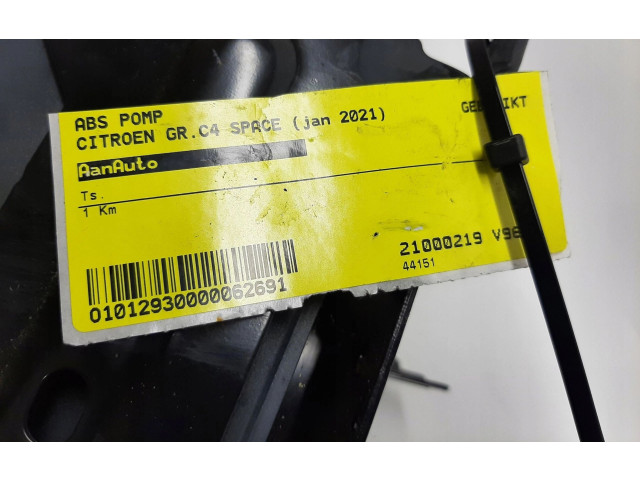 ABS POMP
CITROEN GR.C4 SPACE (jan 2021)
AanAuto
Ts.
1 Km
21000219
44151
01012930000062691